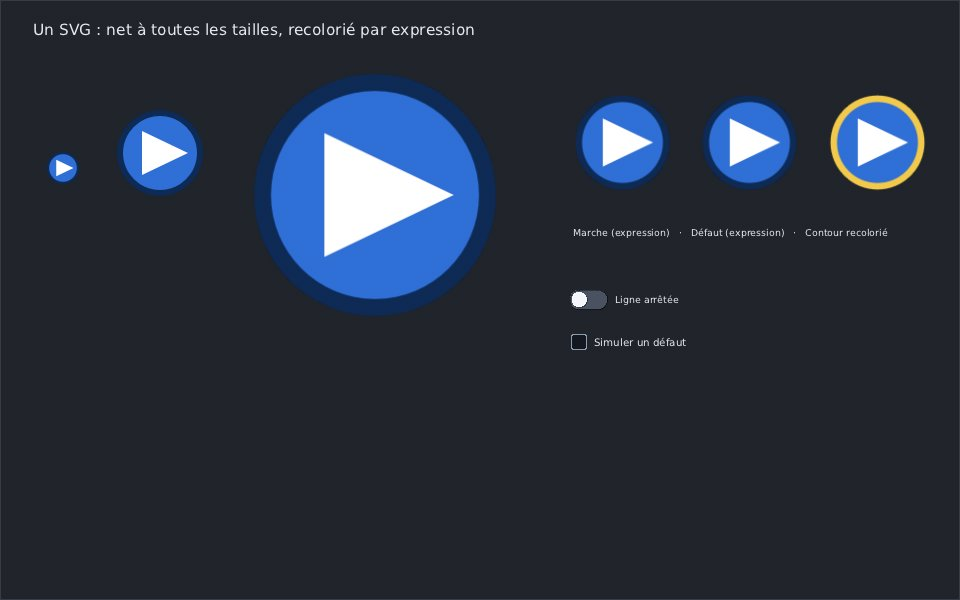 Un SVG : net à toutes les tailles, recolorié par expression
Marche (expression) · Défaut (expression) · Contour recolorié
Ligne arrêtée
Simuler un défaut